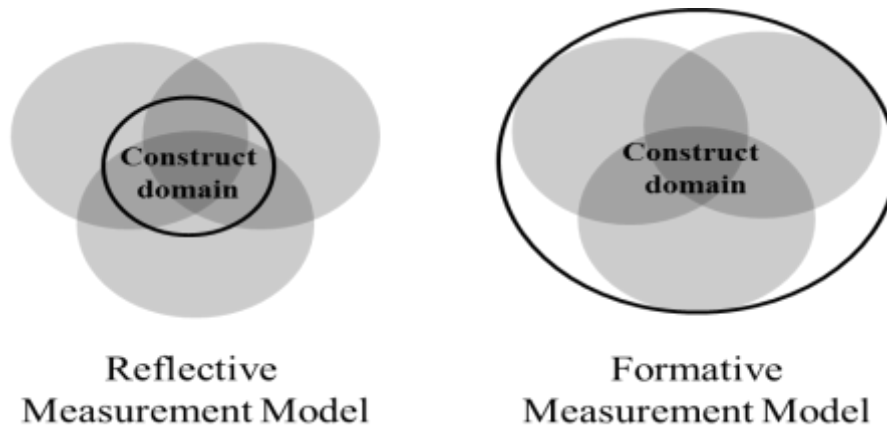 Construct
domain
Construct
domain
Reflective
Measurement Model
Formative
Measurement Model